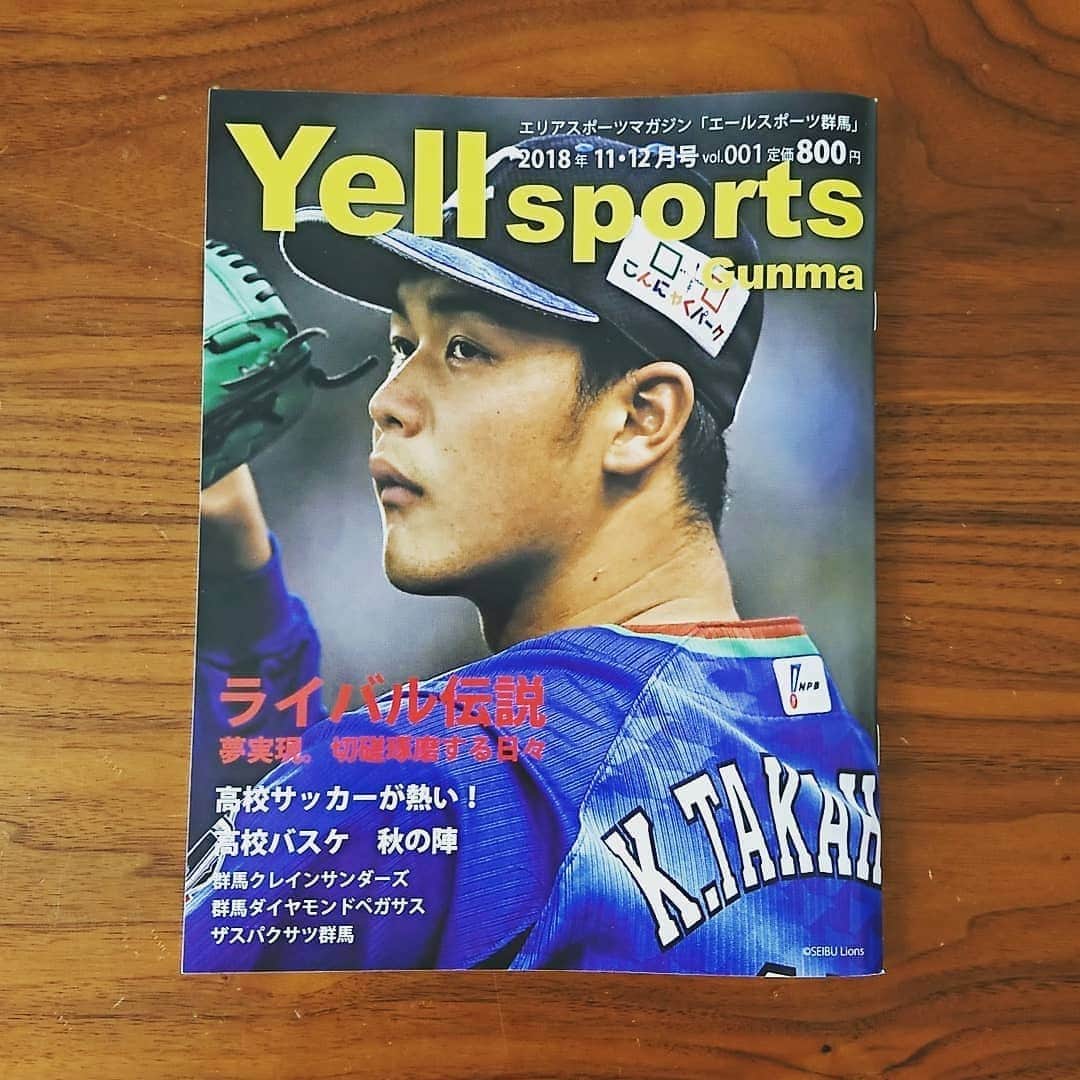 エリアスポーツマガジン「エールスポーツ群馬」
2018年 11・12月号 vol.001 定価800円
Yell sports
Gunma
こんにゃくパーク
NPB
ライバル伝説
夢実現。切磋琢磨する日々
高校サッカーが熱い！
高校バスケ 秋の陣
群馬クレインサンダーズ
群馬ダイヤモンドペガサス
ザスパクサツ群馬
K.TAKAH
©SEIBU Lions